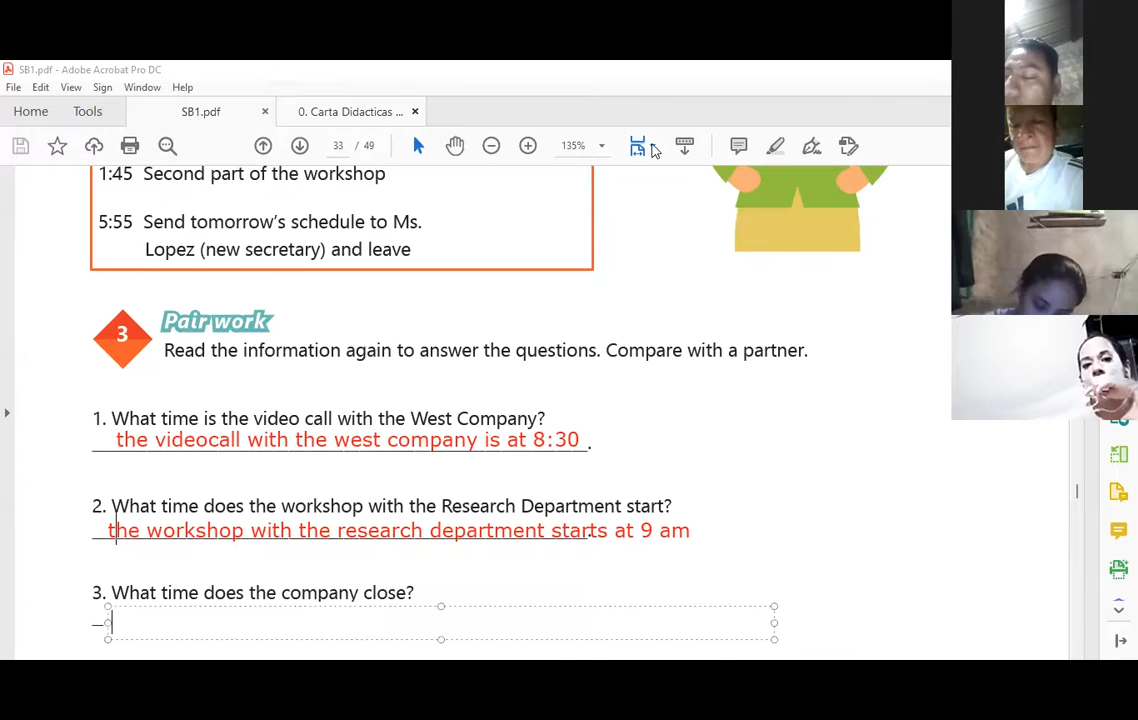 SB1.pdf - Adobe Acrobat Pro DC
File Edit View Sign Window Help
Home Tools SB1.pdf × 0. Carta Didacticas ... ×
33 / 49 135%
1:45 Second part of the workshop
5:55 Send tomorrow's schedule to Ms.
Lopez (new secretary) and leave
3 Pair work
Read the information again to answer the questions. Compare with a partner.
1. What time is the video call with the West Company?
the videocall with the west company is at 8:30 .
2. What time does the workshop with the Research Department start?
the workshop with the research department starts at 9 am
3. What time does the company close?